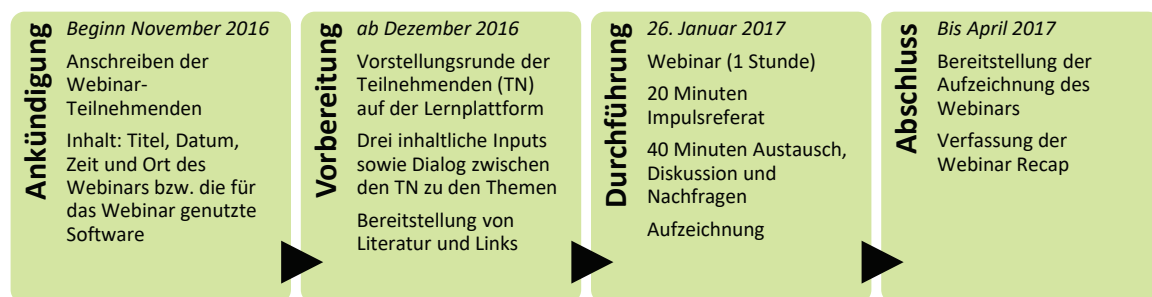 Ankündigung
Beginn November 2016
Anschreiben der
Webinar-
Teilnehmenden
Inhalt: Titel, Datum,
Zeit und Ort des
Webinars bzw. die für
das Webinar genutzte
Software
Vorbereitung
ab Dezember 2016
Vorstellungsrunde der
Teilnehmenden (TN)
auf der Lernplattform
Drei inhaltliche Inputs
sowie Dialog zwischen
den TN zu den Themen
Bereitstellung von
Literatur und Links
Durchführung
26. Januar 2017
Webinar (1 Stunde)
20 Minuten
Impulsreferat
40 Minuten Austausch,
Diskussion und
Nachfragen
Aufzeichnung
Abschluss
Bis April 2017
Bereitstellung der
Aufzeichnung des
Webinars
Verfassung der
Webinar Recap